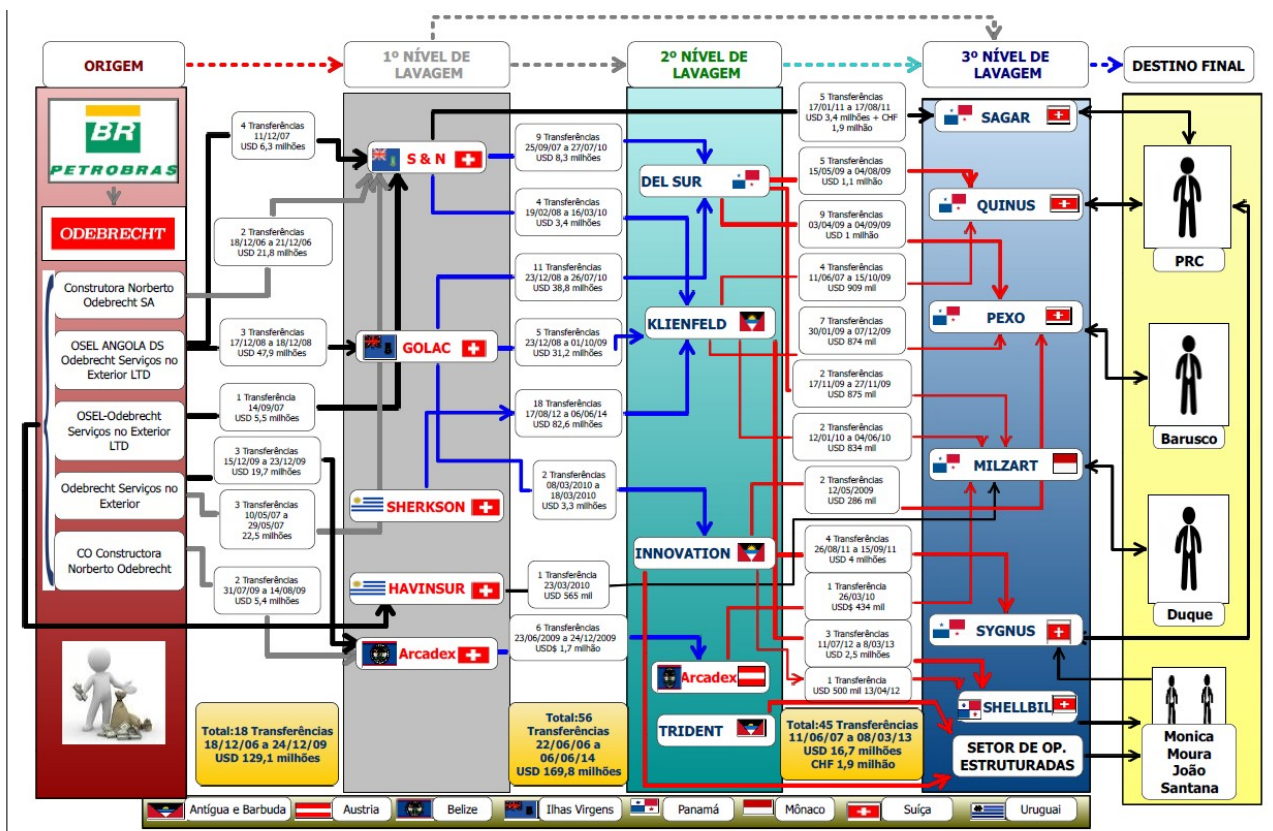 ORIGEM
1º NÍVEL DE
LAVAGEM
2º NÍVEL DE
LAVAGEM
3º NÍVEL DE
LAVAGEM
DESTINO FINAL
BR
PETROBRAS
ODEBRECHT
Construtora Norberto
Odebrecht SA
OSEL ANGOLA DS
Odebrecht Serviços no
Exterior LTD
OSEL-Odebrecht
Serviços no Exterior
LTD
Odebrecht Serviços no
Exterior
CO Constructora
Norberto Odebrecht
4 Transferências
11/12/07
USD 6,3 milhões
2 Transferências
18/12/06 a 21/12/06
USD 21,8 milhões
3 Transferências
17/12/08 a 18/12/08
USD 47,9 milhões
1 Transferência
14/09/07
USD 5,5 milhões
3 Transferências
15/12/09 a 23/12/09
USD 19,7 milhões
3 Transferências
10/05/07 a
29/05/07
22,5 milhões
2 Transferências
31/07/09 a 14/08/09
USD 5,4 milhões
Total:18 Transferências
18/12/06 a 24/12/09
USD 129,1 milhões
S & N
GOLAC
SHERKSON
HAVINSUR
Arcadex
9 Transferências
25/09/07 a 27/07/10
USD 8,3 milhões
4 Transferências
19/02/08 a 16/03/10
USD 3,4 milhões
11 Transferências
23/12/08 a 26/07/10
USD 38,8 milhões
5 Transferências
23/12/08 a 01/10/09
USD 31,2 milhões
18 Transferências
17/08/12 a 06/06/14
USD 82,6 milhões
2 Transferências
08/03/2010 a
18/03/2010
USD 3,3 milhões
1 Transferência
23/03/2010
USD 565 mil
6 Transferências
23/06/2009 a 24/12/2009
USD$ 1,7 milhão
Total:56
Transferências
22/06/06 a
06/06/14
USD 169,8 milhões
DEL SUR
KLIENFELD
INNOVATION
Arcadex
TRIDENT
5 Transferências
17/01/11 a 17/08/11
USD 3,4 milhões + CHF
1,9 milhão
5 Transferências
15/05/09 a 04/08/09
USD 1,1 milhão
9 Transferências
03/04/09 a 04/09/09
USD 1 milhão
4 Transferências
11/06/07 a 15/10/09
USD 909 mil
7 Transferências
30/01/09 a 07/12/09
USD 874 mil
2 Transferências
17/11/09 a 27/11/09
USD 875 mil
2 Transferências
12/01/10 a 04/06/10
USD 834 mil
2 Transferências
12/05/2009
USD 286 mil
4 Transferências
26/08/11 a 15/09/11
USD 4 milhões
1 Transferência
26/03/10
USD$ 434 mil
3 Transferências
11/07/12 a 8/03/13
USD 2,5 milhões
1 Transferência
USD 500 mil 13/04/12
Total:45 Transferências
11/06/07 a 08/03/13
USD 16,7 milhões
CHF 1,9 milhão
SAGAR
QUINUS
PEXO
MILZART
SYGNUS
SHELLBIL
SETOR DE OP.
ESTRUTURADAS
PRC
Barusco
Duque
Monica
Moura
João
Santana
Antígua e Barbuda
Austria
Belize
Ilhas Virgens
Panamá
Mônaco
Suíça
Uruguai